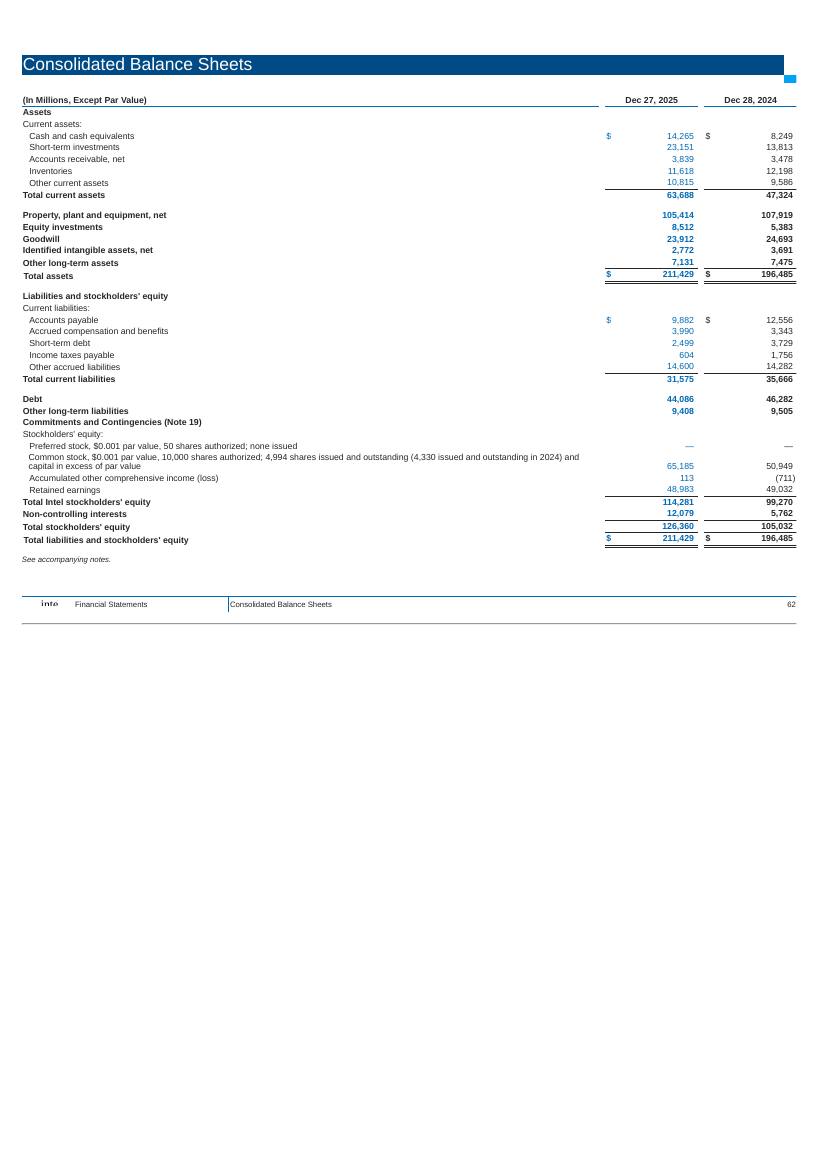 Consolidated Balance Sheets
(In Millions, Except Par Value) Dec 27, 2025 Dec 28, 2024
Assets
Current assets:
Cash and cash equivalents $ 14,265 $ 8,249
Short-term investments 23,151 13,813
Accounts receivable, net 3,839 3,478
Inventories 11,618 12,198
Other current assets 10,815 9,586
Total current assets 63,688 47,324
Property, plant and equipment, net 105,414 107,919
Equity investments 8,512 5,383
Goodwill 23,912 24,693
Identified intangible assets, net 2,772 3,691
Other long-term assets 7,131 7,475
Total assets $ 211,429 $ 196,485
Liabilities and stockholders' equity
Current liabilities:
Accounts payable $ 9,882 $ 12,556
Accrued compensation and benefits 3,990 3,343
Short-term debt 2,499 3,729
Income taxes payable 604 1,756
Other accrued liabilities 14,600 14,282
Total current liabilities 31,575 35,666
Debt 44,086 46,282
Other long-term liabilities 9,408 9,505
Commitments and Contingencies (Note 19)
Stockholders' equity:
Preferred stock, $0.001 par value, 50 shares authorized; none issued — —
Common stock, $0.001 par value, 10,000 shares authorized; 4,994 shares issued and outstanding (4,330 issued and outstanding in 2024) and
capital in excess of par value 65,185 50,949
Accumulated other comprehensive income (loss) 113 (711)
Retained earnings 48,983 49,032
Total Intel stockholders' equity 114,281 99,270
Non-controlling interests 12,079 5,762
Total stockholders' equity 126,360 105,032
Total liabilities and stockholders' equity $ 211,429 $ 196,485
See accompanying notes.
Financial Statements Consolidated Balance Sheets 62